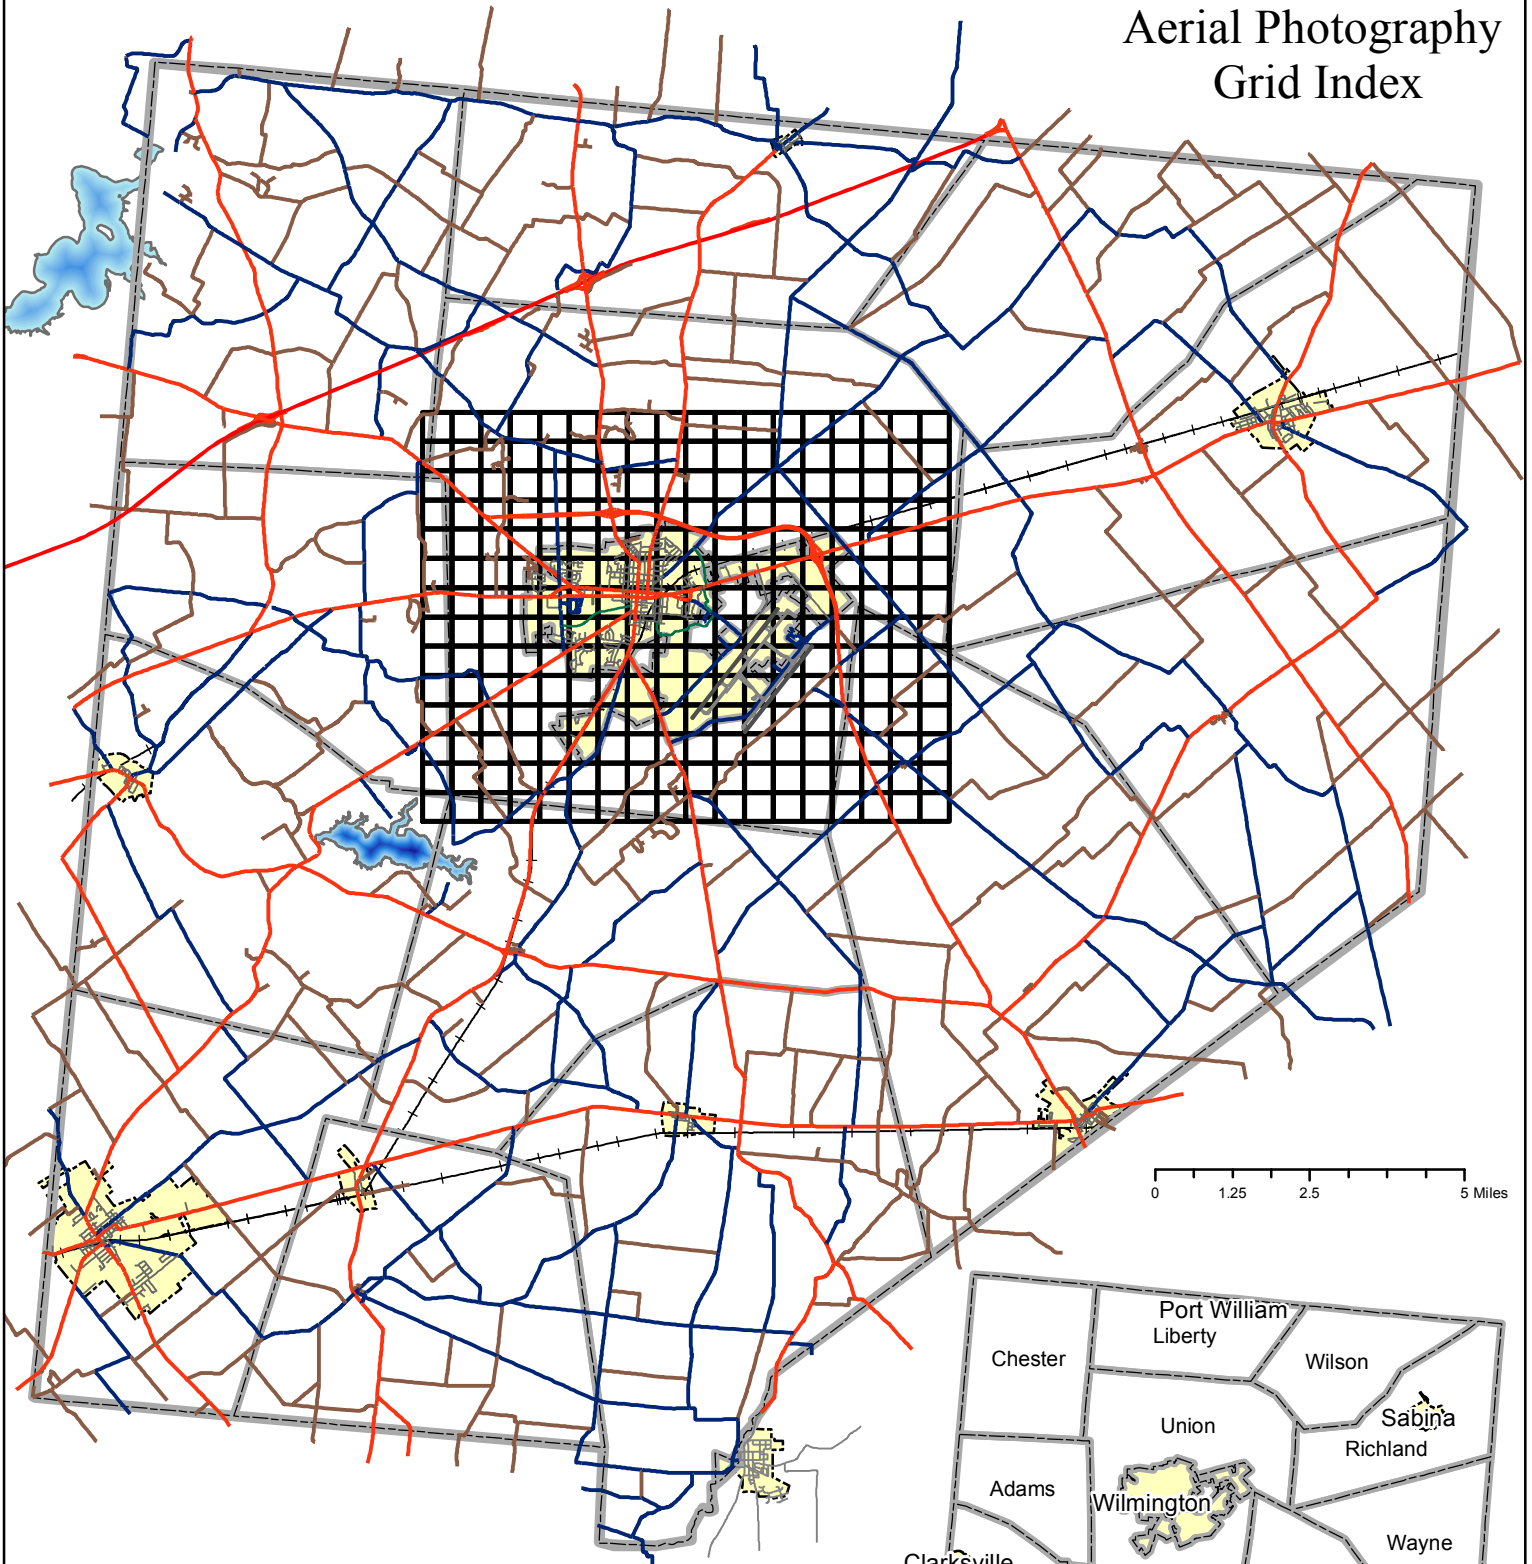 Aerial Photography
Grid Index
0 1.25 2.5 5 Miles
Port William
Liberty
Chester
Wilson
Sabina
Union
Richland
Adams
Wilmington
Wayne
Clarksville